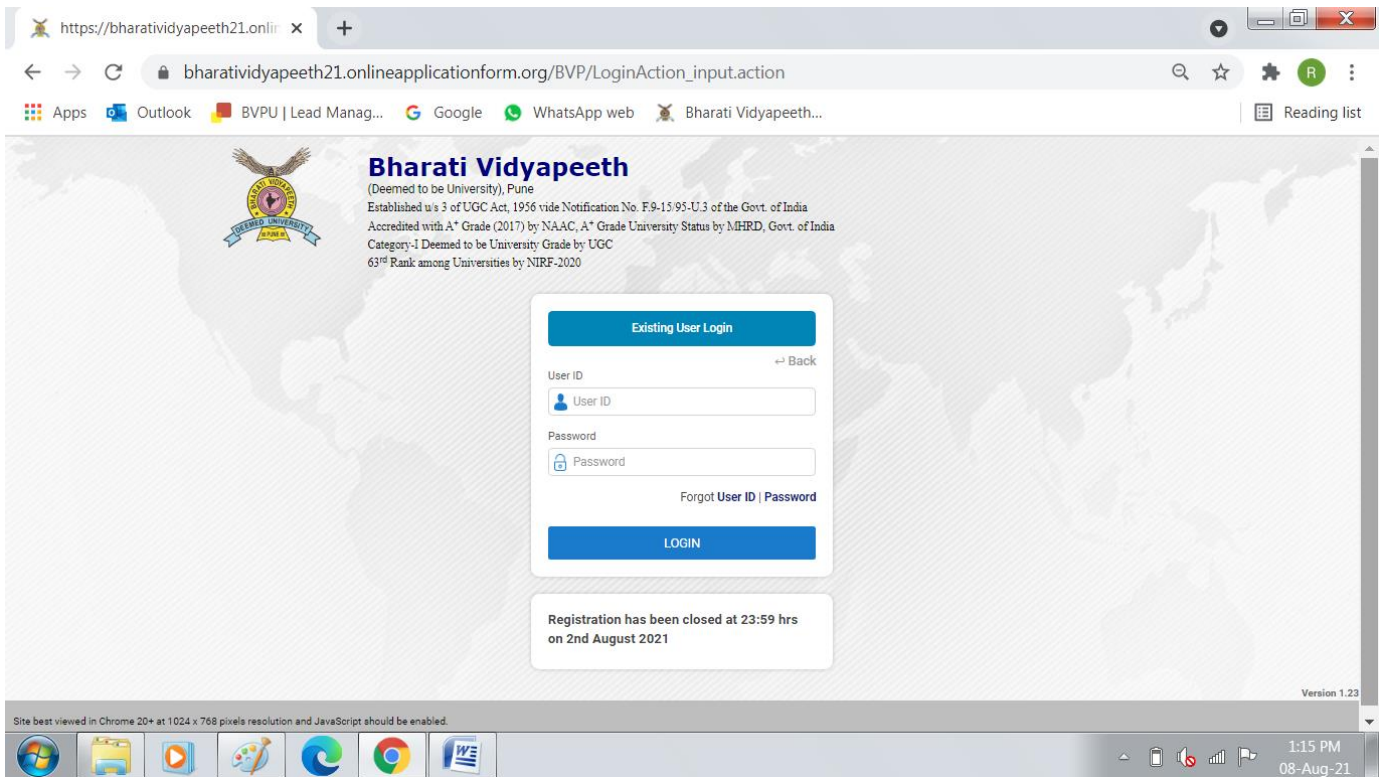 https://bharatividyapeeth21.onlin
bharatividyapeeth21.onlineapplicationform.org/BVP/LoginAction_input.action
R
Apps Outlook BVPU | Lead Manag... Google WhatsApp web Bharati Vidyapeeth... Reading list
Bharati Vidyapeeth
(Deemed to be University), Pune
Established u/s 3 of UGC Act, 1956 vide Notification No. F.9-15/95-U.3 of the Govt. of India
Accredited with A+ Grade (2017) by NAAC, A+ Grade University Status by MHRD, Govt. of India
Category-I Deemed to be University Grade by UGC
63rd Rank among Universities by NIRF-2020
BHARATI VIDYAPEETH
DEEMED UNIVERSITY
Existing User Login
↩ Back
User ID
User ID
Password
Password
Forgot User ID | Password
LOGIN
Registration has been closed at 23:59 hrs
on 2nd August 2021
Version 1.23
Site best viewed in Chrome 20+ at 1024 x 768 pixels resolution and JavaScript should be enabled.
1:15 PM
08-Aug-21